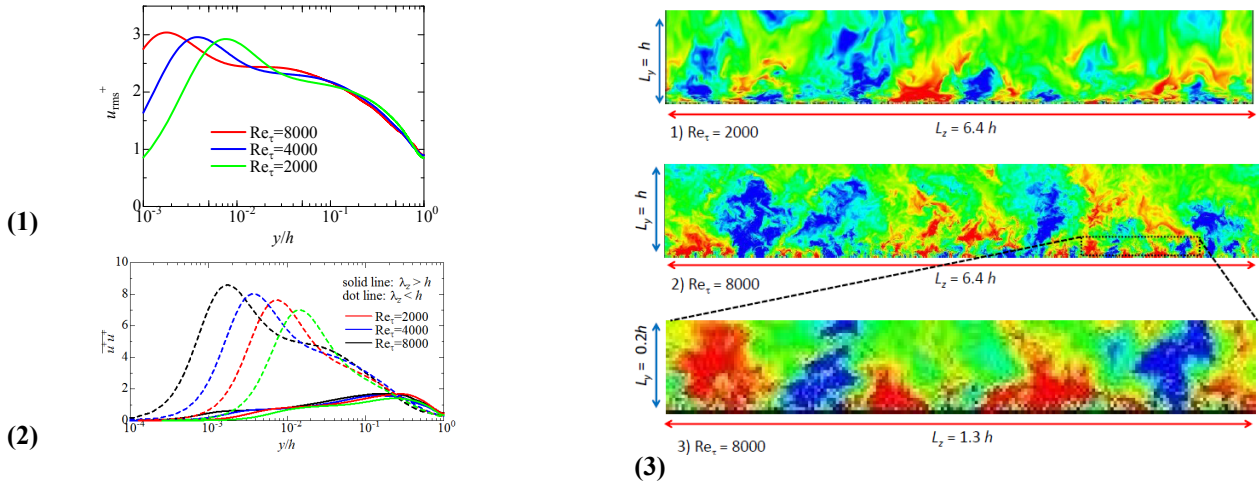 3
2
1
0
u_rms^+
Re_τ=8000
Re_τ=4000
Re_τ=2000
10^-3 10^-2 10^-1 10^0
y/h
(1)
10
8
6
4
2
0
u^+u^+
solid line: λ_z > h
dot line: λ_z < h
Re_τ=2000
Re_τ=4000
Re_τ=8000
10^-4 10^-3 10^-2 10^-1 10^0
y/h
(2)
L_y = h
1) Re_τ = 2000
L_z = 6.4 h
L_y = h
2) Re_τ = 8000
L_z = 6.4 h
L_y = 0.2h
3) Re_τ = 8000
L_z = 1.3 h
(3)